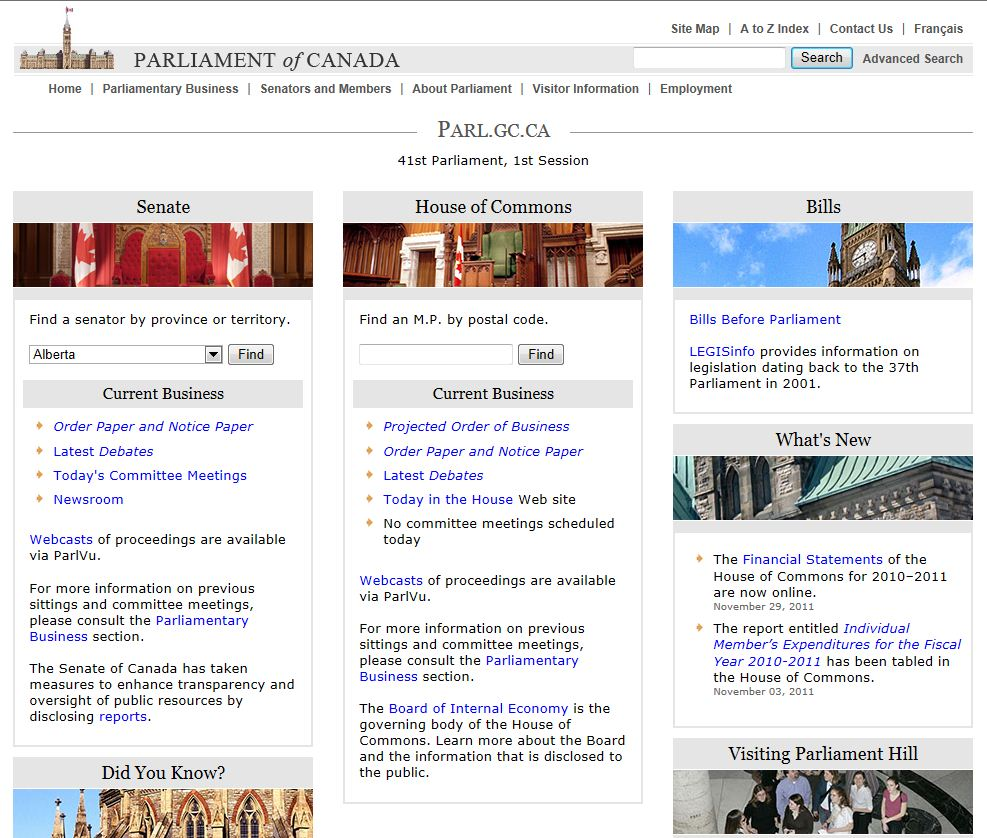 Site Map | A to Z Index | Contact Us | Français
PARLIAMENT of CANADA
Search
Advanced Search
Home | Parliamentary Business | Senators and Members | About Parliament | Visitor Information | Employment
PARL.GC.CA
41st Parliament, 1st Session
Senate
Find a senator by province or territory.
Alberta
Find
Current Business
Order Paper and Notice Paper
Latest Debates
Today's Committee Meetings
Newsroom
Webcasts of proceedings are available
via ParlVu.
For more information on previous
sittings and committee meetings,
please consult the Parliamentary
Business section.
The Senate of Canada has taken
measures to enhance transparency and
oversight of public resources by
disclosing reports.
Did You Know?
House of Commons
Find an M.P. by postal code.
Find
Current Business
Projected Order of Business
Order Paper and Notice Paper
Latest Debates
Today in the House Web site
No committee meetings scheduled
today
Webcasts of proceedings are available
via ParlVu.
For more information on previous
sittings and committee meetings,
please consult the Parliamentary
Business section.
The Board of Internal Economy is the
governing body of the House of
Commons. Learn more about the Board
and the information that is disclosed to
the public.
Bills
Bills Before Parliament
LEGISinfo provides information on
legislation dating back to the 37th
Parliament in 2001.
What's New
The Financial Statements of the
House of Commons for 2010–2011
are now online.
November 29, 2011
The report entitled Individual
Member's Expenditures for the Fiscal
Year 2010-2011 has been tabled in
the House of Commons.
November 03, 2011
Visiting Parliament Hill